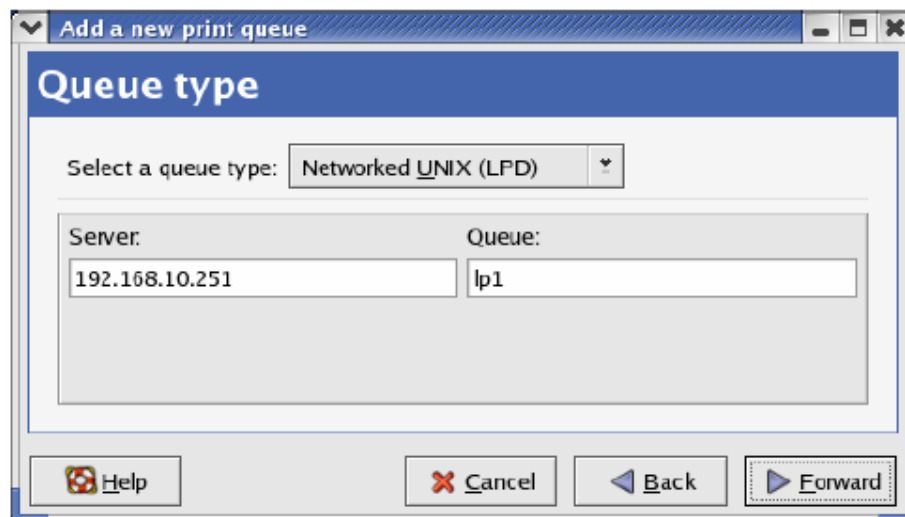 Add a new print queue
Queue type
Select a queue type: Networked UNIX (LPD)
Server: Queue:
192.168.10.251 lp1
Help Cancel Back Forward